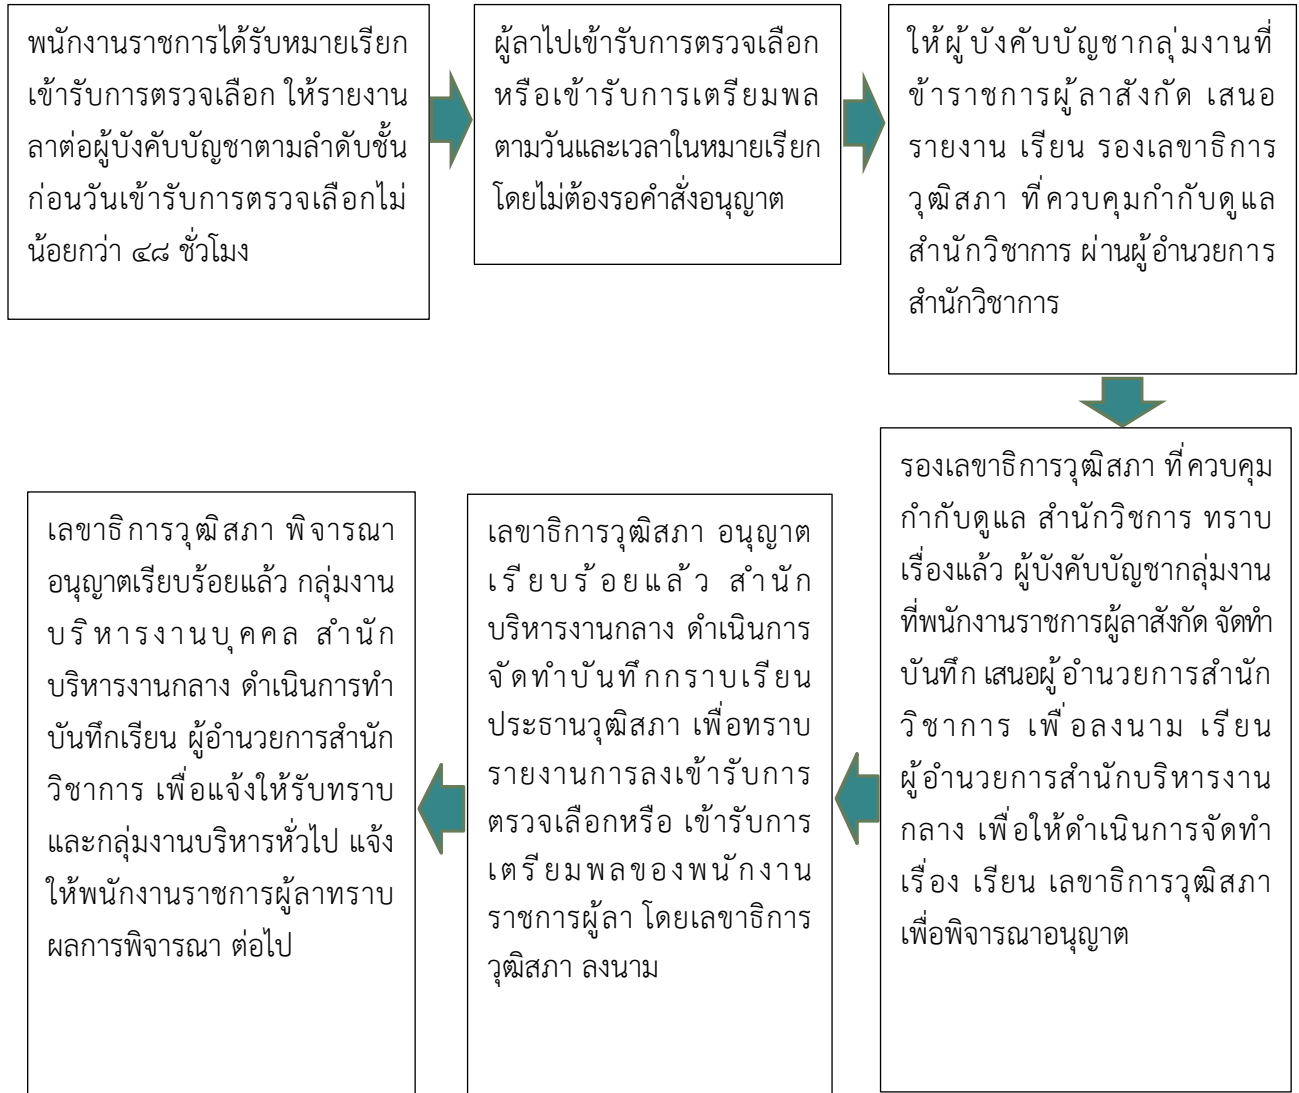 พนักงานราชการได้รับหมายเรียก
เข้ารับการตรวจเลือก ให้รายงาน
ลาต่อผู้บังคับบัญชาตามลำดับชั้น
ก่อนวันเข้ารับการตรวจเลือกไม่
น้อยกว่า ๔๘ ชั่วโมง
ผู้ลาไปเข้ารับการตรวจเลือก
หรือเข้ารับการเตรียมพล
ตามวันและเวลาในหมายเรียก
โดยไม่ต้องรอคำสั่งอนุญาต
ให้ผู้บังคับบัญชากลุ่มงานที่
ข้าราชการผู้ลาสังกัด เสนอ
รายงาน เรียน รองเลขาธิการ
วุฒิสภา ที่ควบคุมกำกับดูแล
สำนักวิชาการ ผ่านผู้อำนวยการ
สำนักวิชาการ
รองเลขาธิการวุฒิสภา ที่ควบคุม
กำกับดูแล สำนักวิชการ ทราบ
เรื่องแล้ว ผู้บังคับบัญชากลุ่มงาน
ที่พนักงานราชการผู้ลาสังกัด จัดทำ
บันทึก เสนอผู้อำนวยการสำนัก
วิชาการ เพื่อลงนาม เรียน
ผู้อำนวยการสำนักบริหารงาน
กลาง เพื่อให้ดำเนินการจัดทำ
เรื่อง เรียน เลขาธิการวุฒิสภา
เพื่อพิจารณาอนุญาต
เลขาธิการวุฒิสภา อนุญาต
เรียบร้อยแล้ว สำนัก
บริหารงานกลาง ดำเนินการ
จัดทำบันทึกกราบเรียน
ประธานวุฒิสภา เพื่อทราบ
รายงานการลงเข้ารับการ
ตรวจเลือกหรือ เข้ารับการ
เตรียมพลของพนักงาน
ราชการผู้ลา โดยเลขาธิการ
วุฒิสภา ลงนาม
เลขาธิการวุฒิสภา พิจารณา
อนุญาตเรียบร้อยแล้ว กลุ่มงาน
บริหารงานบุคคล สำนัก
บริหารงานกลาง ดำเนินการทำ
บันทึกเรียน ผู้อำนวยการสำนัก
วิชาการ เพื่อแจ้งให้รับทราบ
และกลุ่มงานบริหารทั่วไป แจ้ง
ให้พนักงานราชการผู้ลาทราบ
ผลการพิจารณา ต่อไป